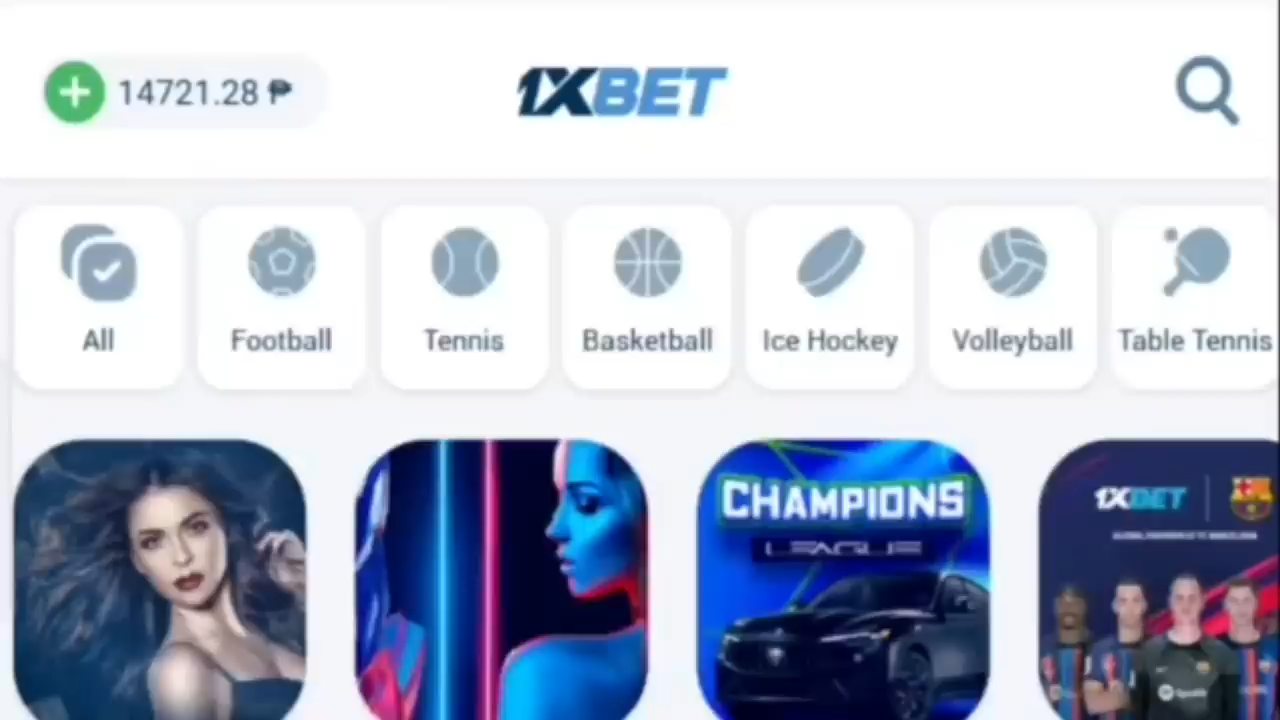 14721.28 ₱
1XBET
All
Football
Tennis
Basketball
Ice Hockey
Volleyball
Table Tennis
CHAMPIONS
LEAGUE
1XBET